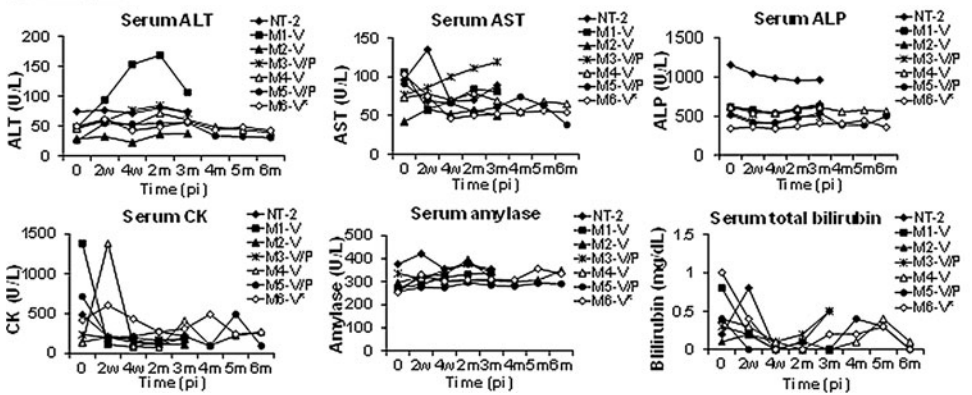 Serum ALT
ALT (U/L)
200
150
100
50
0
0 2w 4w 2m 3m 4m 5m 6m
Time (pi)
NT-2
M1-V
M2-V
M3-V/P
M4-V
M5-V/P
M6-Vᴷ
Serum AST
AST (U/L)
150
100
50
0
0 2w 4w 2m 3m 4m 5m 6m
Time (pi)
NT-2
M1-V
M2-V
M3-V/P
M4-V
M5-V/P
M6-Vᴷ
Serum ALP
ALP (U/L)
1500
1000
500
0
0 2w 4w 2m 3m 4m 5m 6m
Time (pi)
NT-2
M1-V
M2-V
M3-V/P
M4-V
M5-V/P
Serum CK
CK (U/L)
1500
1000
500
0
0 2w 4w 2m 3m 4m 5m 6m
Time (pi)
NT-2
M1-V
M2-V
M3-V/P
M4-V
M5-V/P
M6-Vᴷ
Serum amylase
Amylase (U/L)
500
400
300
200
100
0
0 2w 4w 2m 3m 4m 5m 6m
Time (pi)
NT-2
M1-V
M2-V
M3-V/P
M4-V
M5-V/P
M6-Vᴷ
Serum total bilirubin
Blilirubin (mg/dL)
1.5
1
0.5
0
0 2w 4w 2m 3m 4m 5m 6m
Time (pi)
NT-2
M1-V
M2-V
M3-V/P
M4-V
M5-V/P
M6-Vᴷ